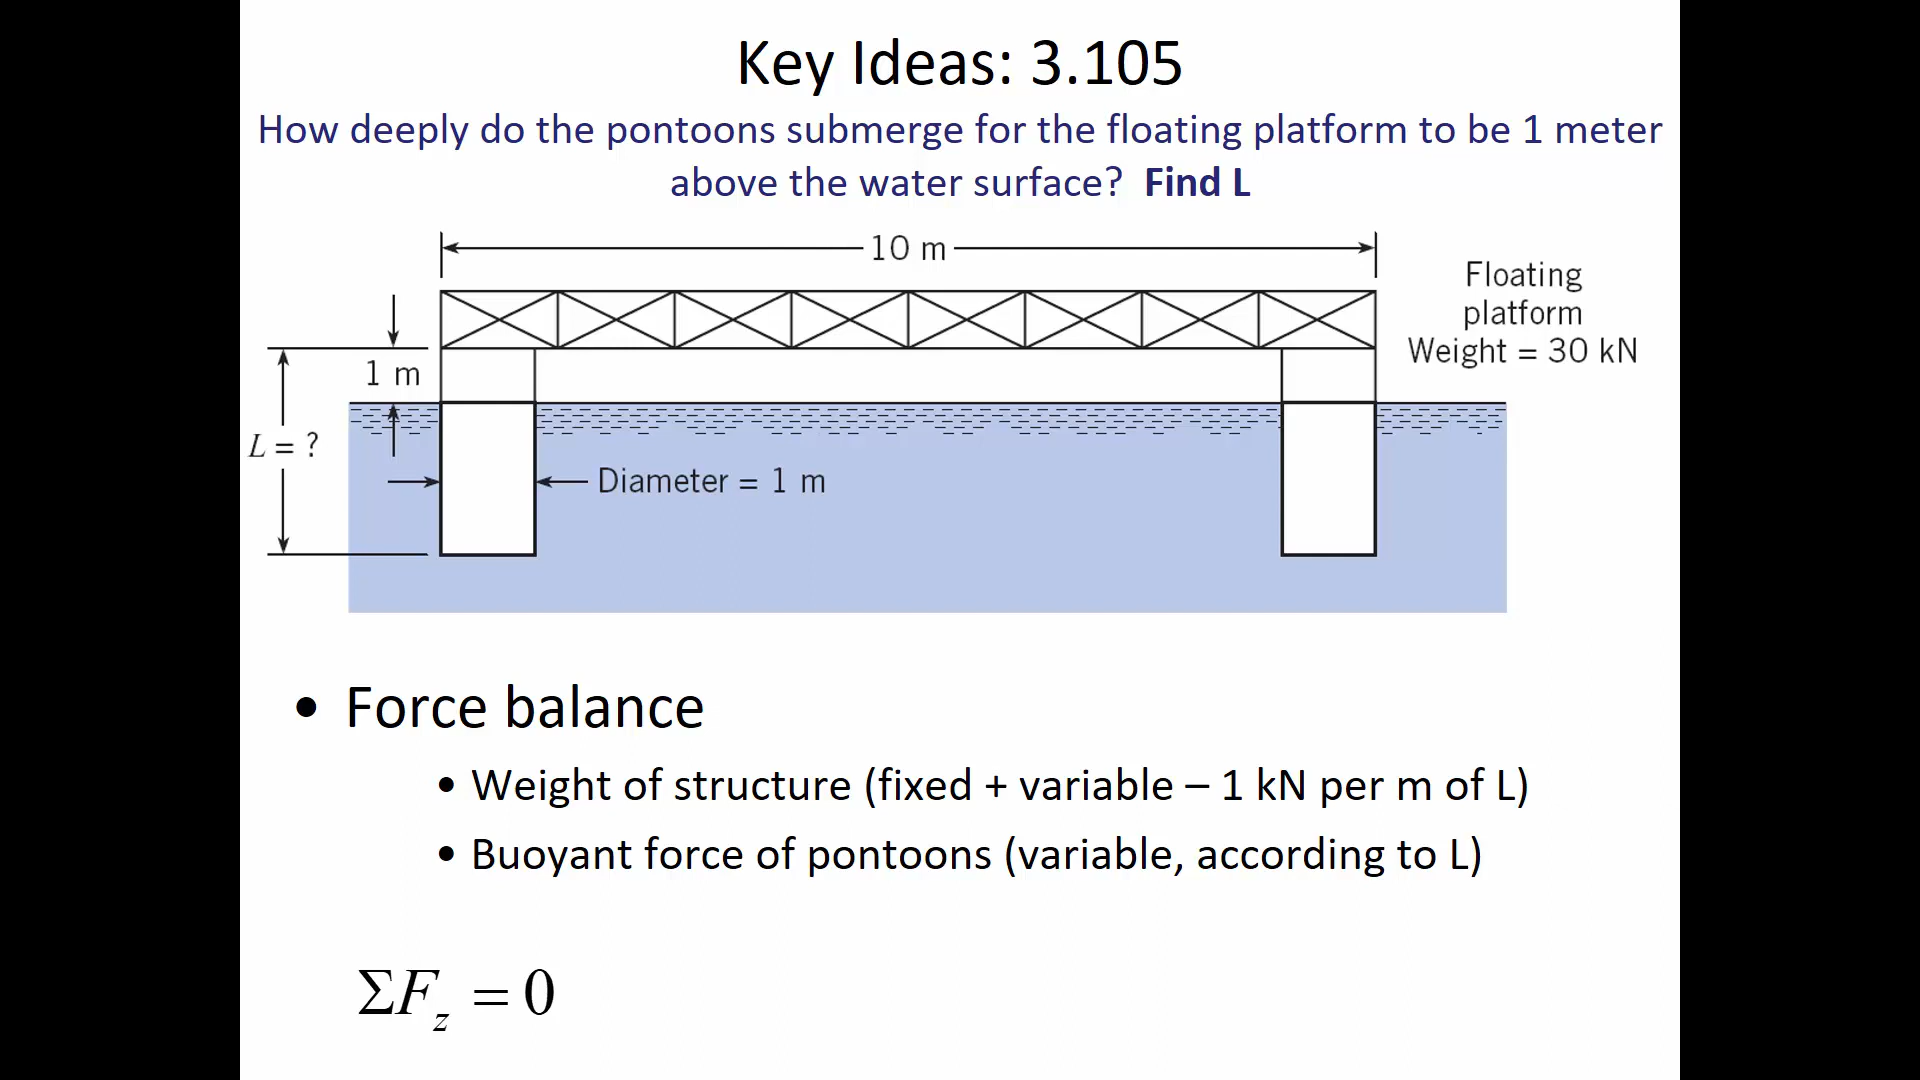 Key Ideas: 3.105
How deeply do the pontoons submerge for the floating platform to be 1 meter
above the water surface? Find L
10 m
Floating
platform
Weight = 30 kN
1 m
L = ?
Diameter = 1 m
• Force balance
• Weight of structure (fixed + variable – 1 kN per m of L)
• Buoyant force of pontoons (variable, according to L)
ΣF_z = 0